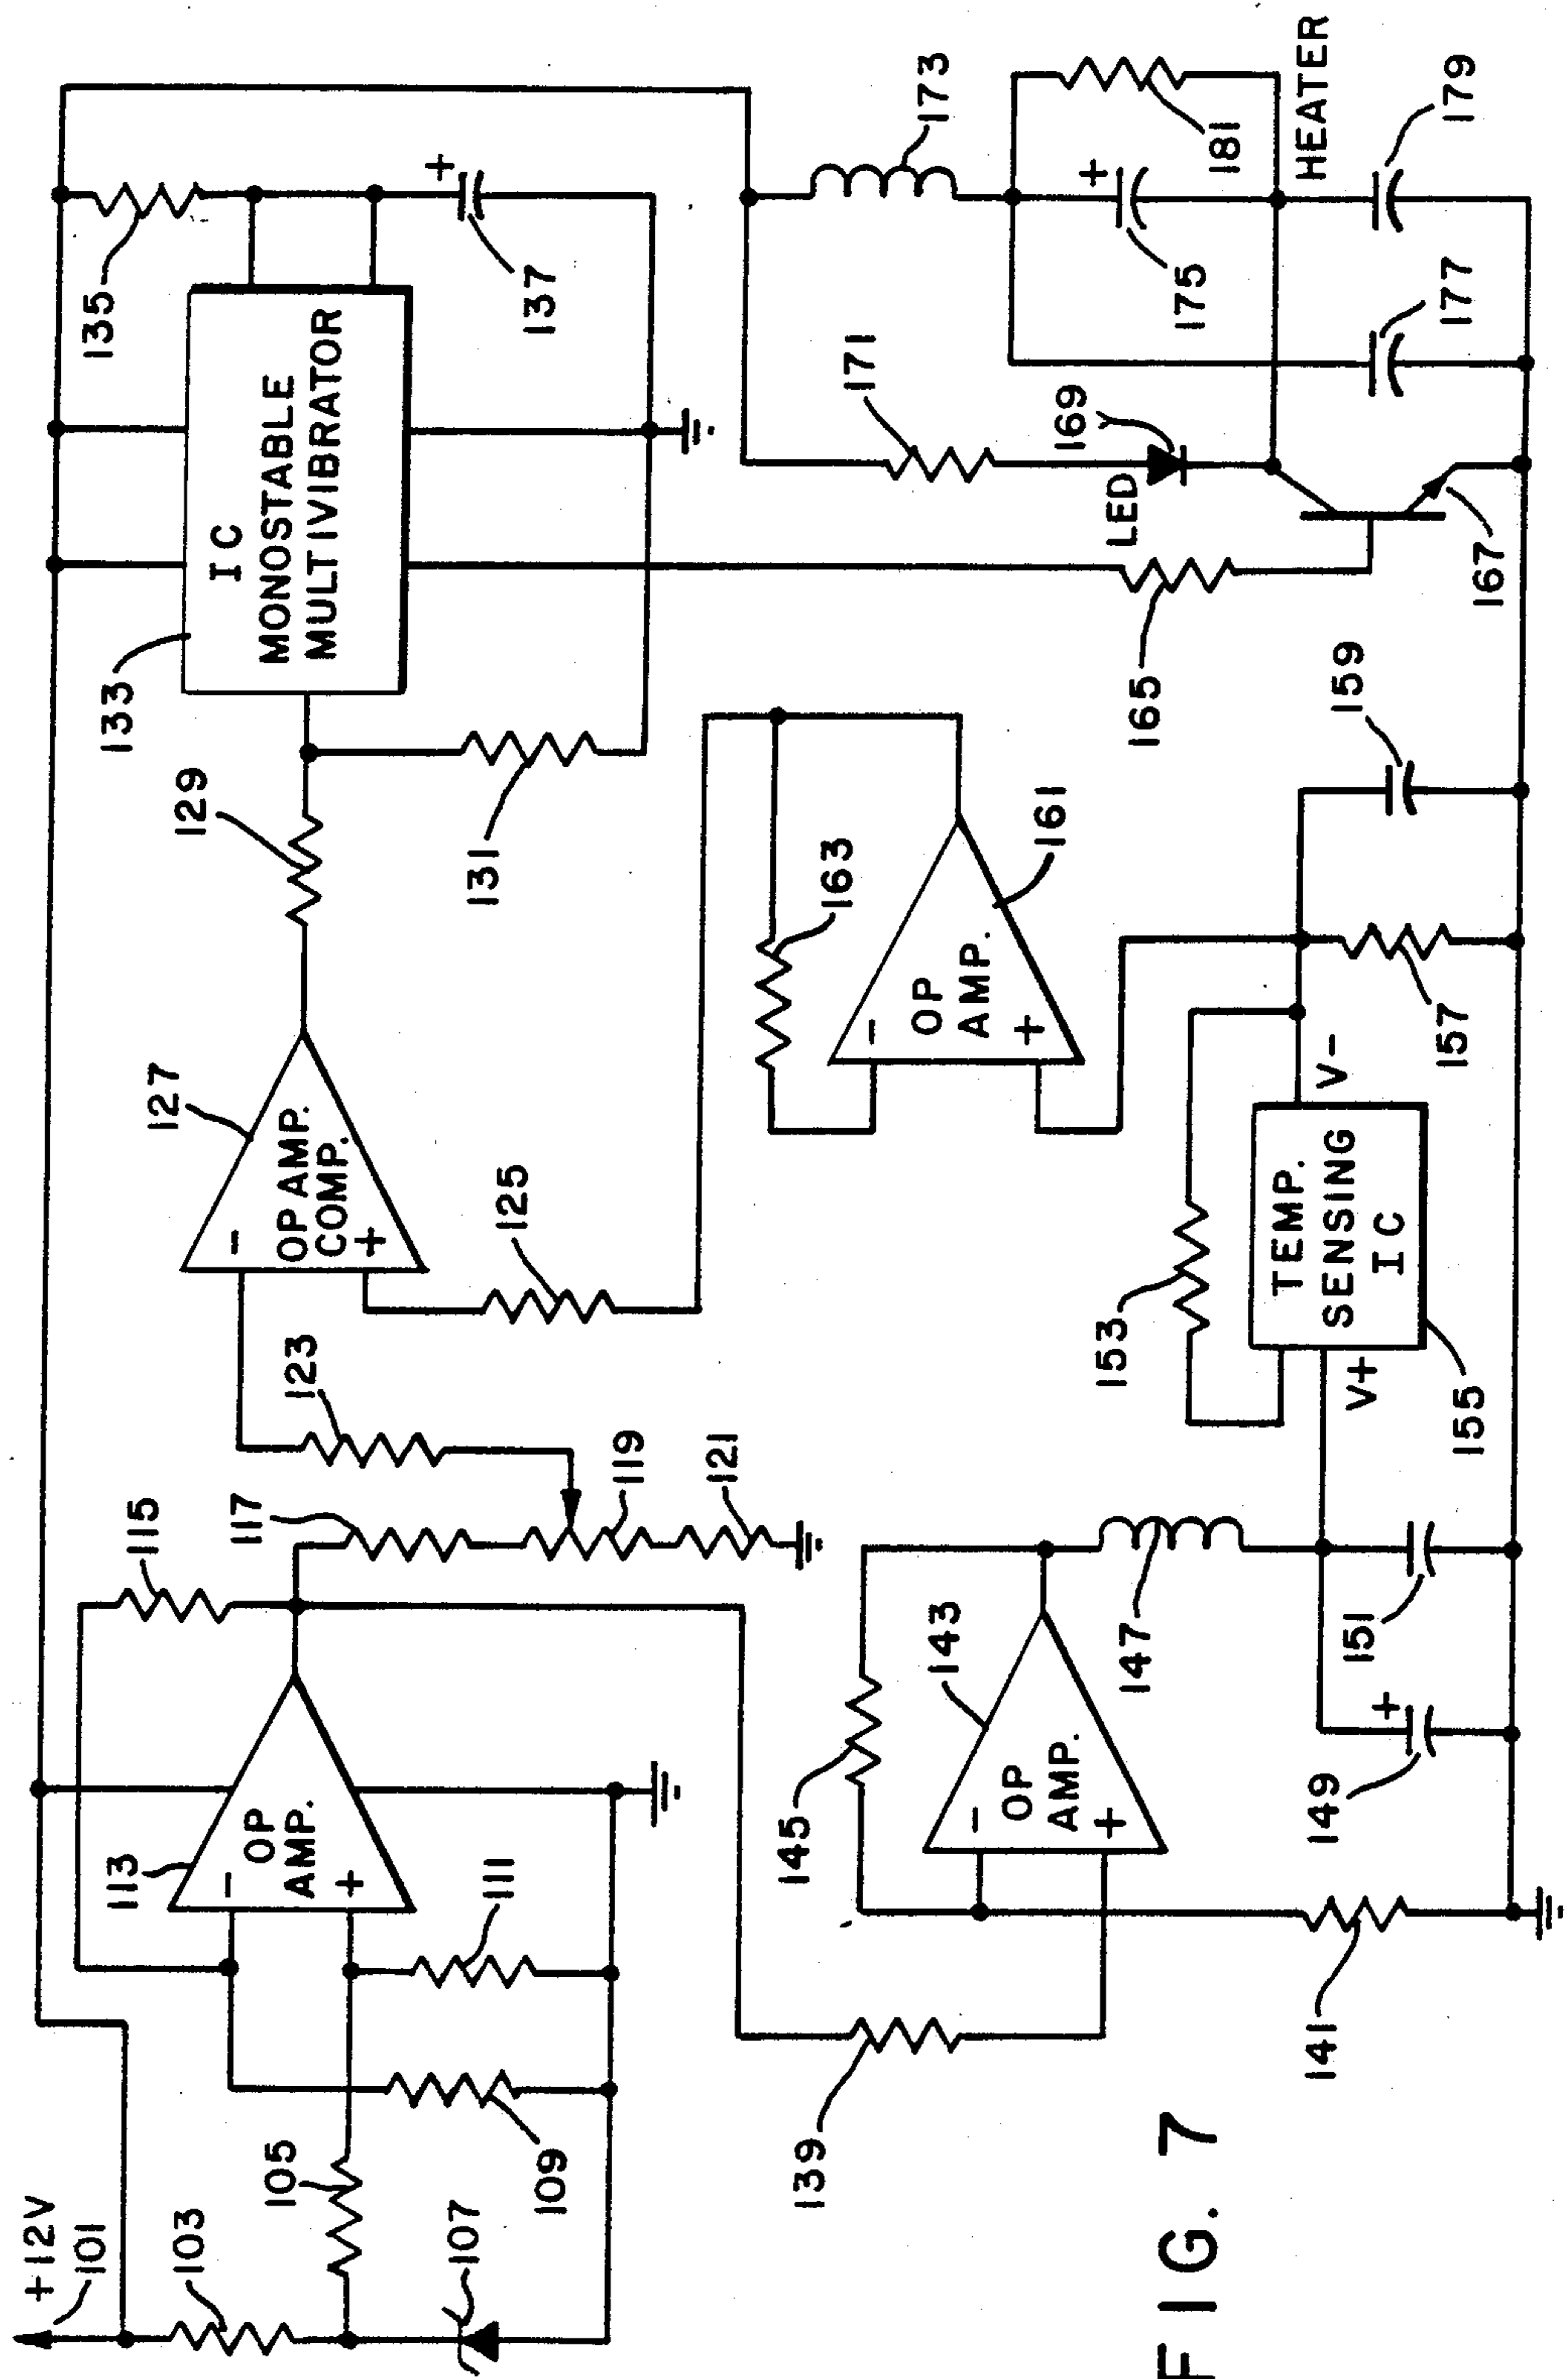 +12V
101
103
105
107
109
111
113
OP
AMP.
-
+
115
117
119
121
123
125
127
OP AMP.
COMP.
-
+
129
131
133
IC
MONOSTABLE
MULTIVIBRATOR
135
+
137
139
141
143
OP
AMP.
-
+
145
147
149
+
151
153
155
TEMP.
SENSING
IC
V+
V-
157
159
161
OP
AMP.
-
+
163
165
167
LED
169
171
173
175
+
177
179
181
HEATER
FIG. 7